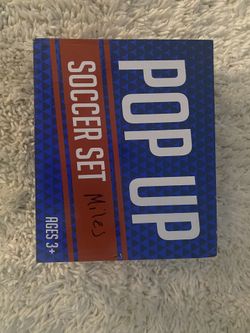 POP UP
SOCCER SET
Miles
AGES 3+